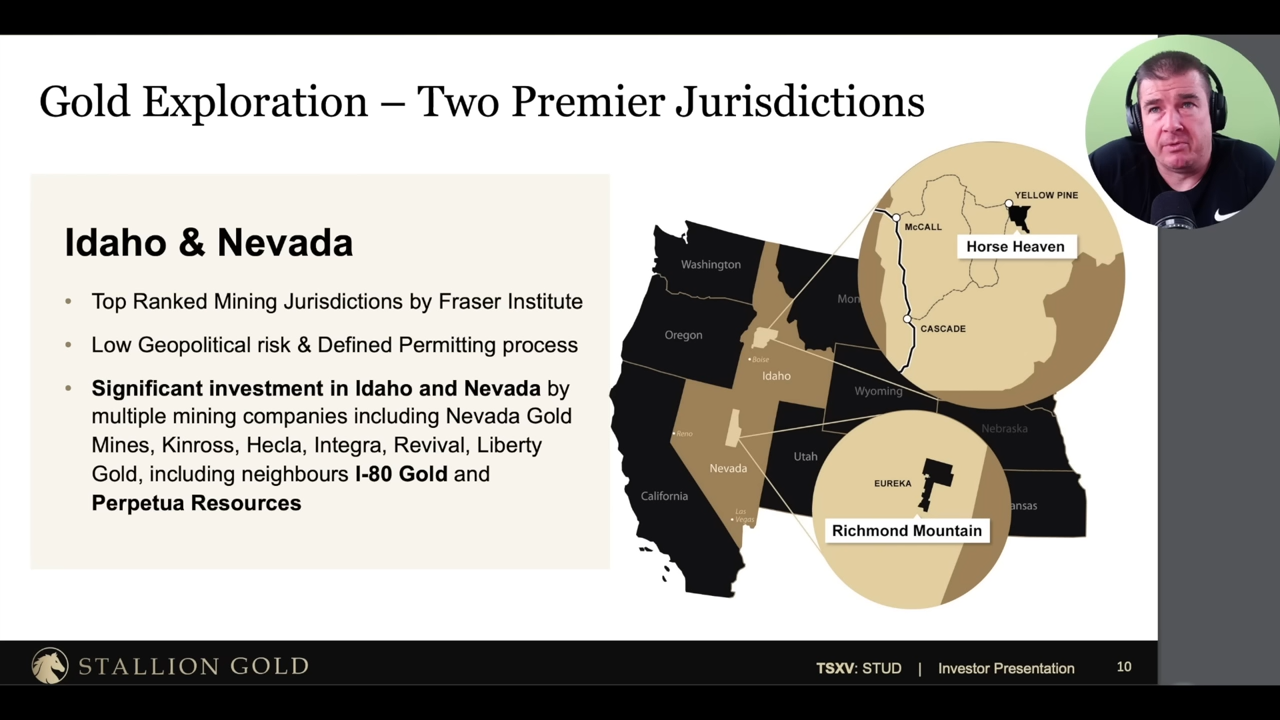 Gold Exploration – Two Premier Jurisdictions
Idaho & Nevada
• Top Ranked Mining Jurisdictions by Fraser Institute
• Low Geopolitical risk & Defined Permitting process
• Significant investment in Idaho and Nevada by
multiple mining companies including Nevada Gold
Mines, Kinross, Hecla, Integra, Revival, Liberty
Gold, including neighbours I-80 Gold and
Perpetua Resources
YELLOW PINE
McCALL
Horse Heaven
CASCADE
Washington
Mon
Oregon
Boise
Idaho
Wyoming
Nebraska
Reno
Utah
Nevada
California
Las
Vegas
ansas
EUREKA
Richmond Mountain
STALLION GOLD
TSXV: STUD | Investor Presentation 10